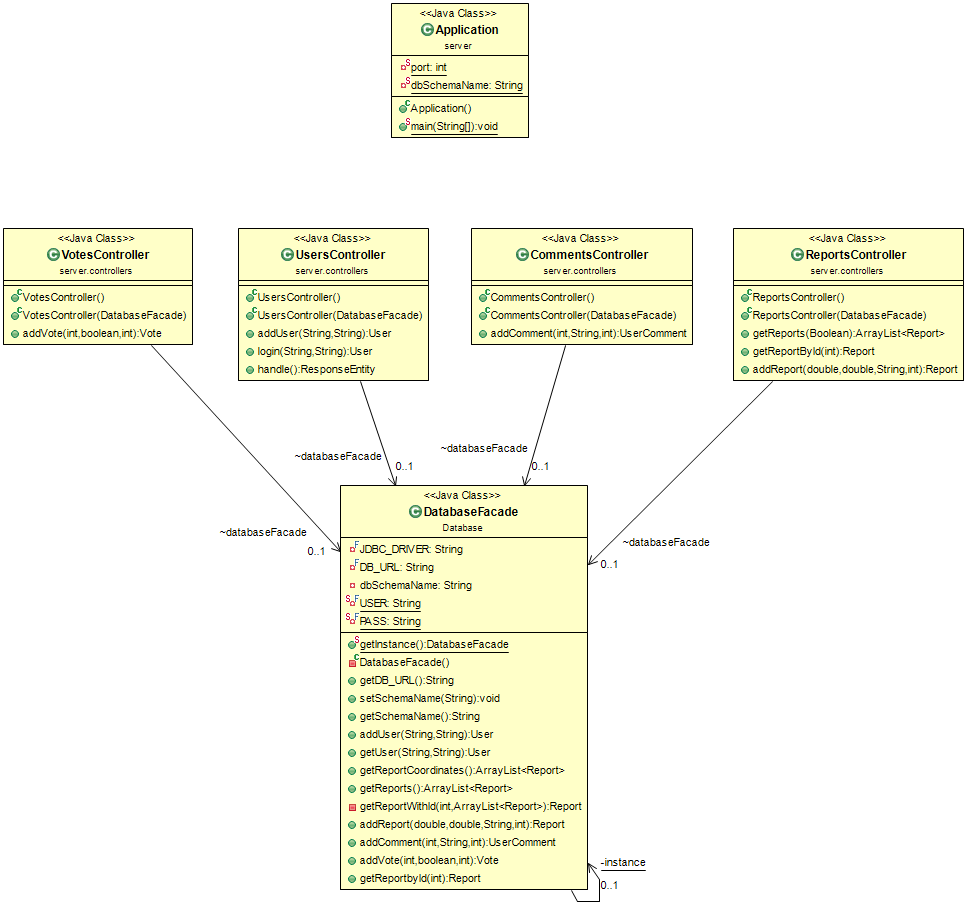 <<Java Class>>
Application
server
port: int
dbSchemaName: String
Application()
main(String[]):void
<<Java Class>>
VotesController
server.controllers
VotesController()
VotesController(DatabaseFacade)
addVote(int,boolean,int):Vote
<<Java Class>>
UsersController
server.controllers
UsersController()
UsersController(DatabaseFacade)
addUser(String,String):User
login(String,String):User
handle():ResponseEntity
<<Java Class>>
CommentsController
server.controllers
CommentsController()
CommentsController(DatabaseFacade)
addComment(int,String,int):UserComment
<<Java Class>>
ReportsController
server.controllers
ReportsController()
ReportsController(DatabaseFacade)
getReports(Boolean):ArrayList<Report>
getReportById(int):Report
addReport(double,double,String,int):Report
~databaseFacade
0..1
~databaseFacade
0..1
~databaseFacade
0..1
~databaseFacade
0..1
<<Java Class>>
DatabaseFacade
Database
JDBC_DRIVER: String
DB_URL: String
dbSchemaName: String
USER: String
PASS: String
getInstance():DatabaseFacade
DatabaseFacade()
getDB_URL():String
setSchemaName(String):void
getSchemaName():String
addUser(String,String):User
getUser(String,String):User
getReportCoordinates():ArrayList<Report>
getReports():ArrayList<Report>
getReportWithId(int,ArrayList<Report>):Report
addReport(double,double,String,int):Report
addComment(int,String,int):UserComment
addVote(int,boolean,int):Vote
getReportbyId(int):Report
-instance
0..1